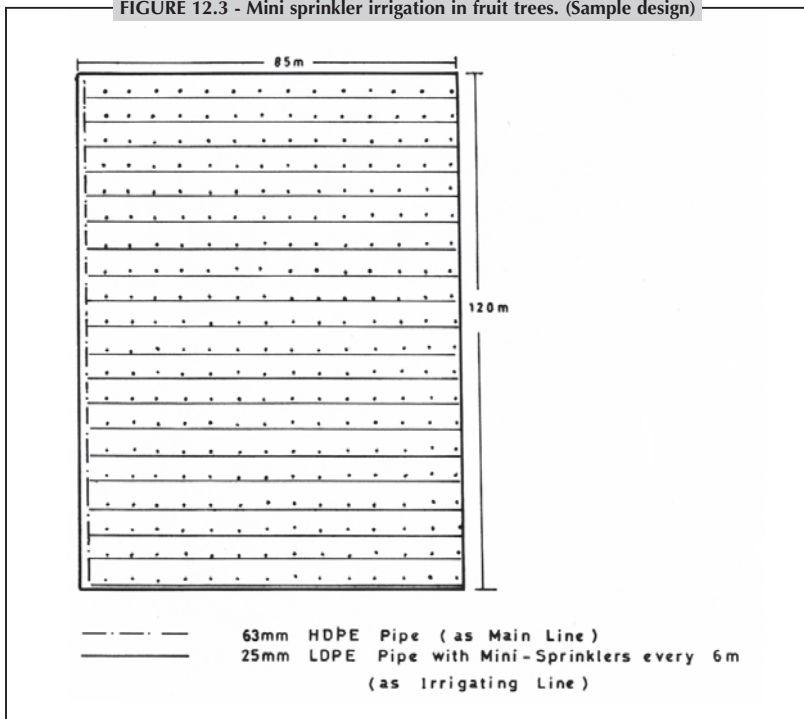 FIGURE 12.3 - Mini sprinkler irrigation in fruit trees. (Sample design)
85m
120m
63mm HDPE Pipe (as Main Line)
25mm LDPE Pipe with Mini-Sprinklers every 6m
(as Irrigating Line)